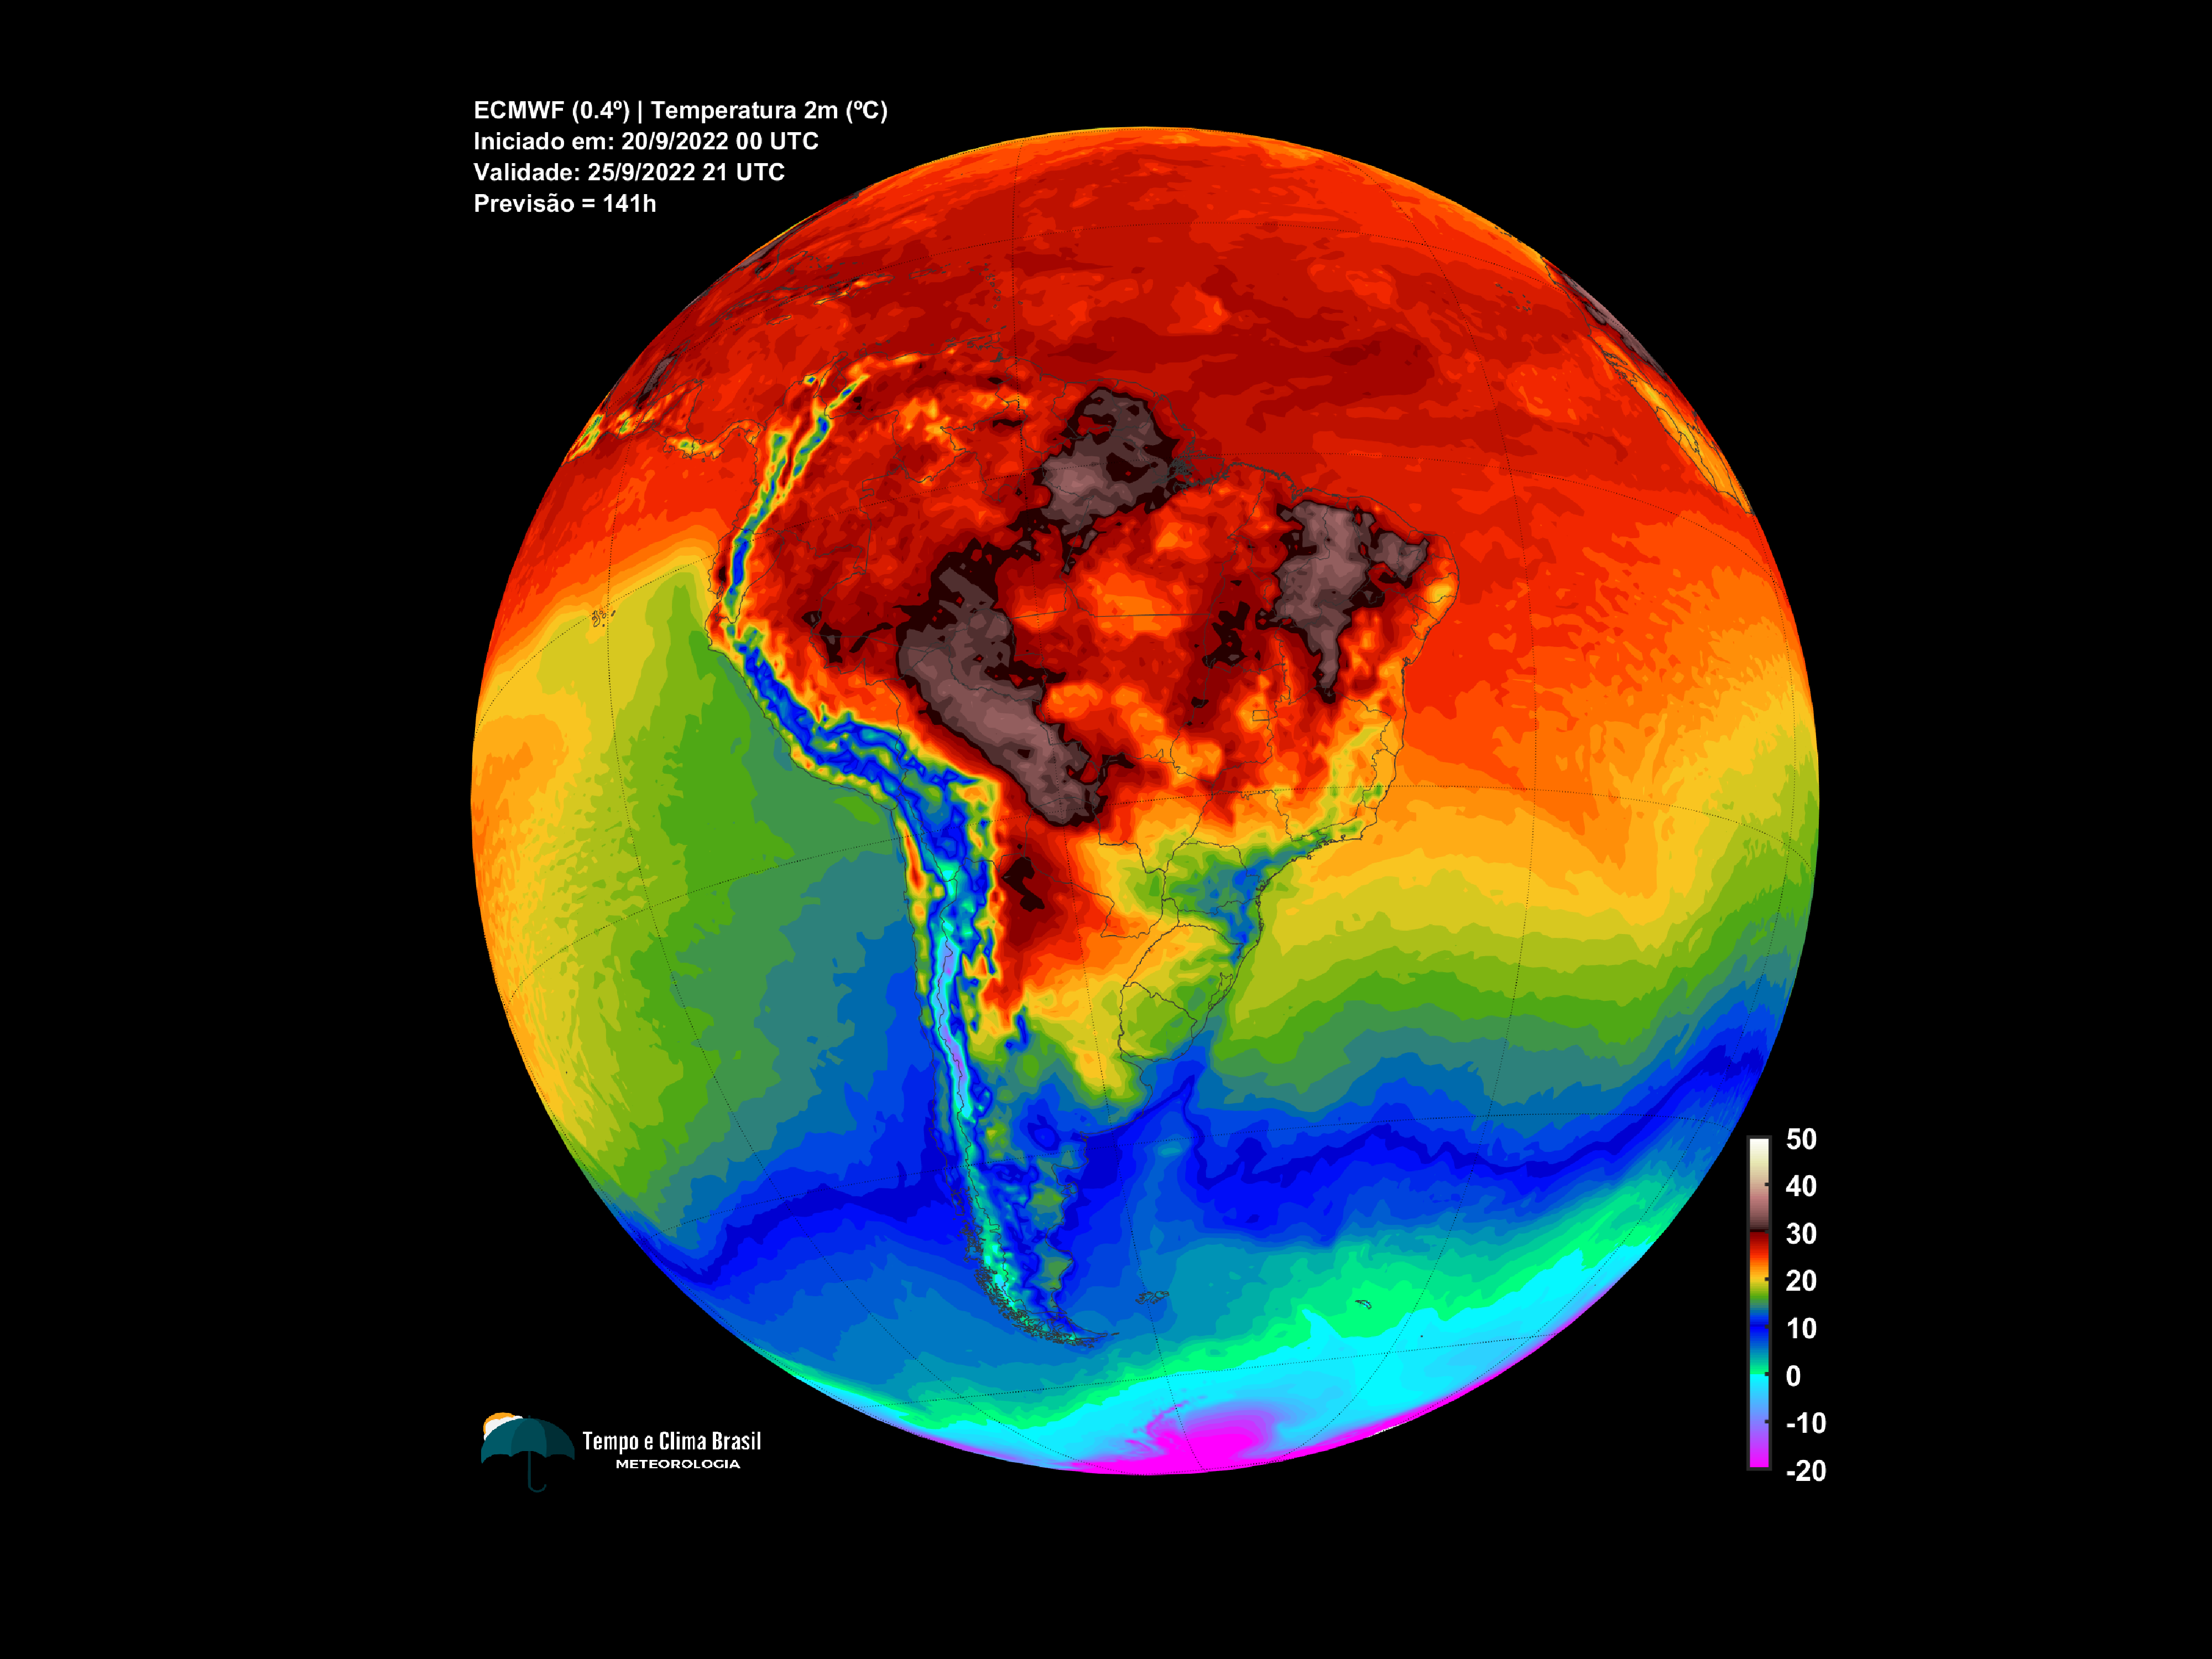 ECMWF (0.4º) | Temperatura 2m (ºC)
Iniciado em: 20/9/2022 00 UTC
Validade: 25/9/2022 21 UTC
Previsão = 141h
50
40
30
20
10
0
-10
-20
Tempo e Clima Brasil
METEOROLOGIA